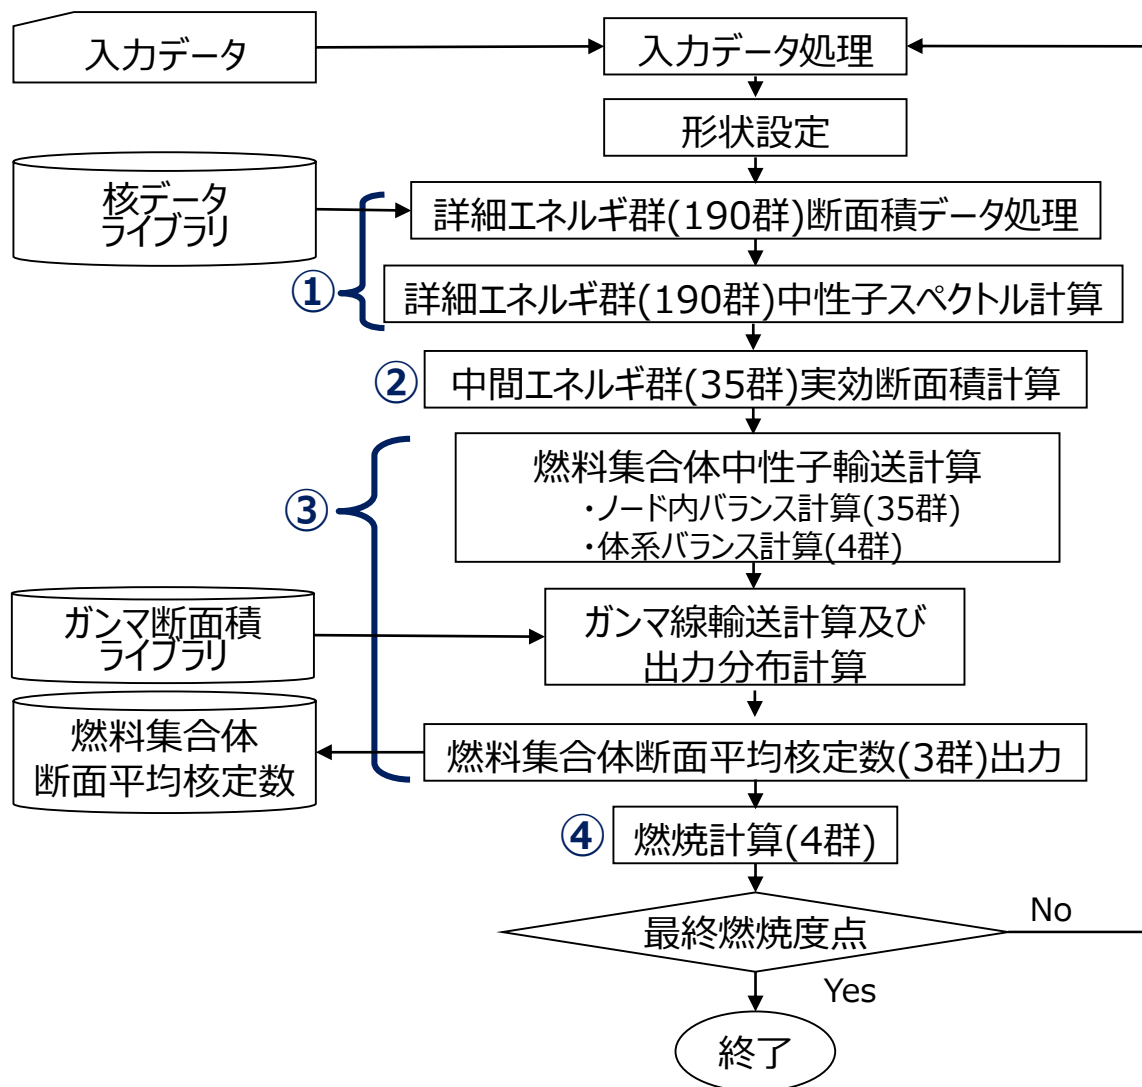 入力データ
入力データ処理
形状設定
核データ
ライブラリ
詳細エネルギ群(190群)断面積データ処理
①
詳細エネルギ群(190群)中性子スペクトル計算
②
中間エネルギ群(35群)実効断面積計算
③
燃料集合体中性子輸送計算
・ノード内バランス計算(35群)
・体系バランス計算(4群)
ガンマ断面積
ライブラリ
ガンマ線輸送計算及び
出力分布計算
燃料集合体
断面平均核定数
燃料集合体断面平均核定数(3群)出力
④
燃焼計算(4群)
最終燃焼度点
No
Yes
終了